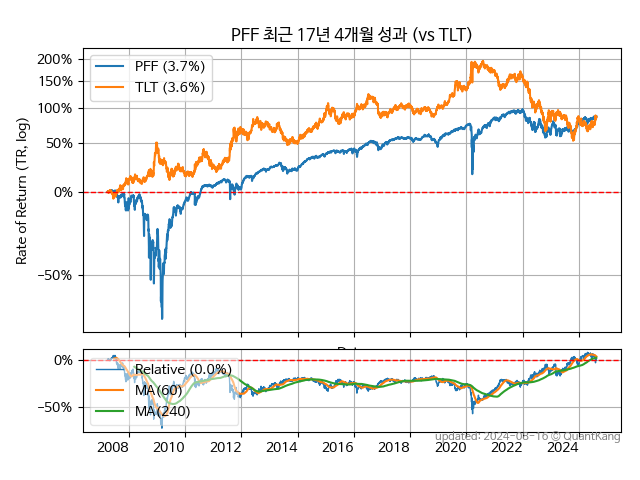 PFF 최근 17년 4개월 성과 (vs TLT)
Rate of Return (TR, log)
200%
150%
100%
50%
0%
−50%
PFF (3.7%)
TLT (3.6%)
0%
−50%
Relative (0.0%)
MA(60)
MA(240)
2008 2010 2012 2014 2016 2018 2020 2022 2024
updated: 2024-08-16 © QuantKang